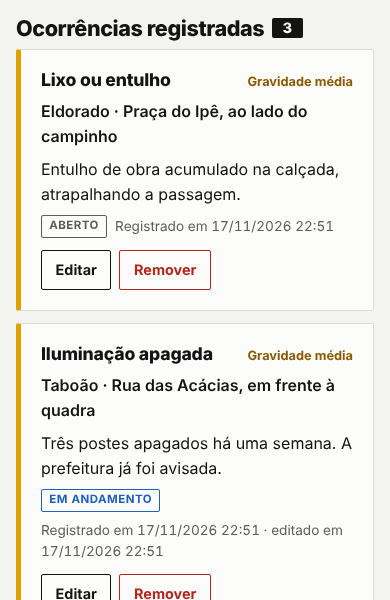 Ocorrências registradas 3
Lixo ou entulho Gravidade média
Eldorado · Praça do Ipê, ao lado do
campinho
Entulho de obra acumulado na calçada,
atrapalhando a passagem.
ABERTO Registrado em 17/11/2026 22:51
Editar Remover
Iluminação apagada Gravidade média
Taboão · Rua das Acácias, em frente à
quadra
Três postes apagados há uma semana. A
prefeitura já foi avisada.
EM ANDAMENTO
Registrado em 17/11/2026 22:51 · editado em
17/11/2026 22:51
Editar Remover